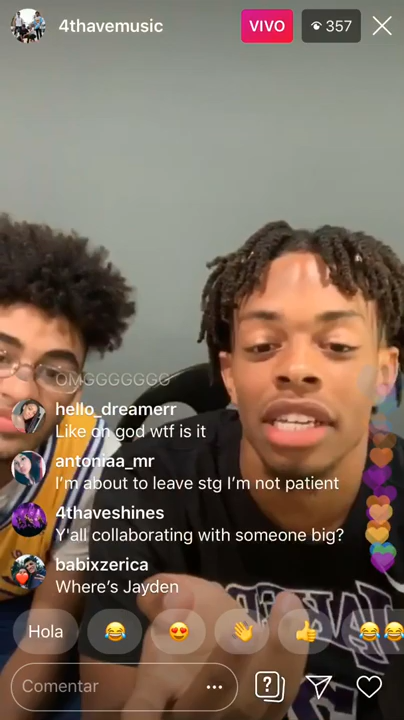 4thavemusic
VIVO
357
OMGGGGGGG
hello_dreamerr
Like on god wtf is it
antoniaa_mr
I'm about to leave stg I'm not patient
4thaveshines
Y'all collaborating with someone big?
babixzerica
Where's Jayden
Hola
Comentar